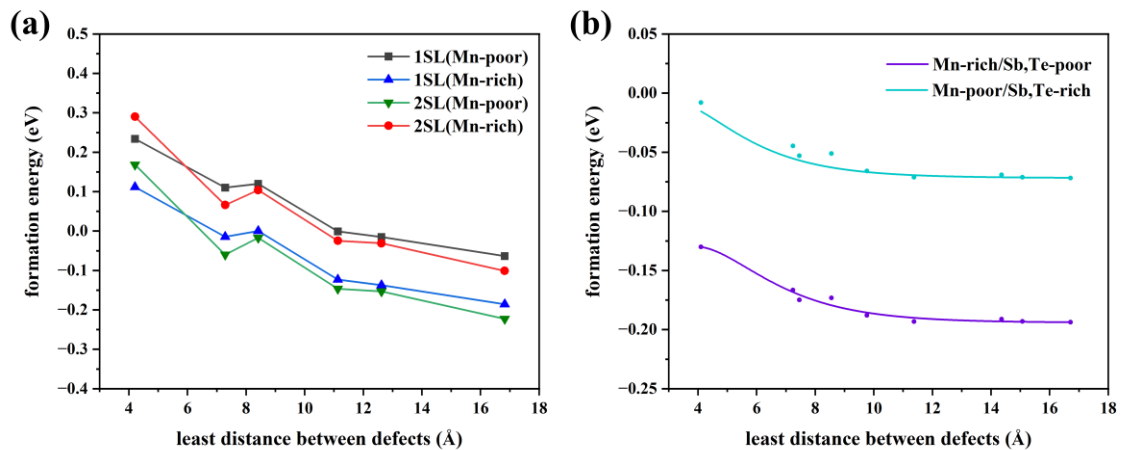 (a)
0.5
0.4
0.3
0.2
0.1
0.0
−0.1
−0.2
−0.3
−0.4
formation energy (eV)
1SL(Mn-poor)
1SL(Mn-rich)
2SL(Mn-poor)
2SL(Mn-rich)
4 6 8 10 12 14 16 18
least distance between defects (Å)
(b)
0.05
0.00
−0.05
−0.10
−0.15
−0.20
−0.25
formation energy (eV)
Mn-rich/Sb,Te-poor
Mn-poor/Sb,Te-rich
4 6 8 10 12 14 16 18
least distance between defects (Å)